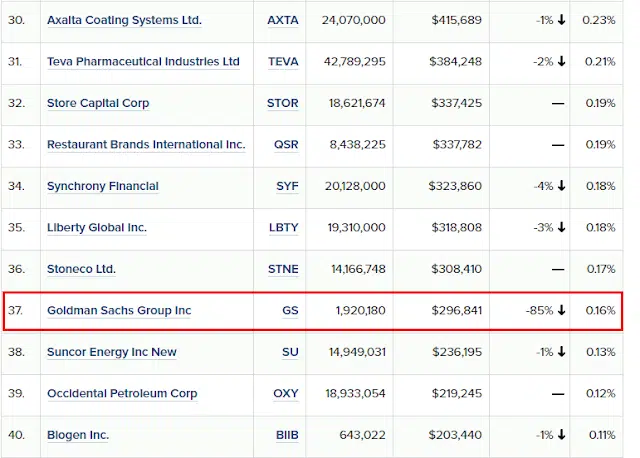 30. Axalta Coating Systems Ltd. AXTA 24,070,000 $415,689 -1% ↓ 0.23%
31. Teva Pharmaceutical Industries Ltd TEVA 42,789,295 $384,248 -2% ↓ 0.21%
32. Store Capital Corp STOR 18,621,674 $337,425 — 0.19%
33. Restaurant Brands International Inc. QSR 8,438,225 $337,782 — 0.19%
34. Synchrony Financial SYF 20,128,000 $323,860 -4% ↓ 0.18%
35. Liberty Global Inc. LBTY 19,310,000 $318,808 -3% ↓ 0.18%
36. Stoneco Ltd. STNE 14,166,748 $308,410 — 0.17%
37. Goldman Sachs Group Inc GS 1,920,180 $296,841 -85% ↓ 0.16%
38. Suncor Energy Inc New SU 14,949,031 $236,195 -1% ↓ 0.13%
39. Occidental Petroleum Corp OXY 18,933,054 $219,245 — 0.12%
40. Biogen Inc. BIIB 643,022 $203,440 -1% ↓ 0.11%